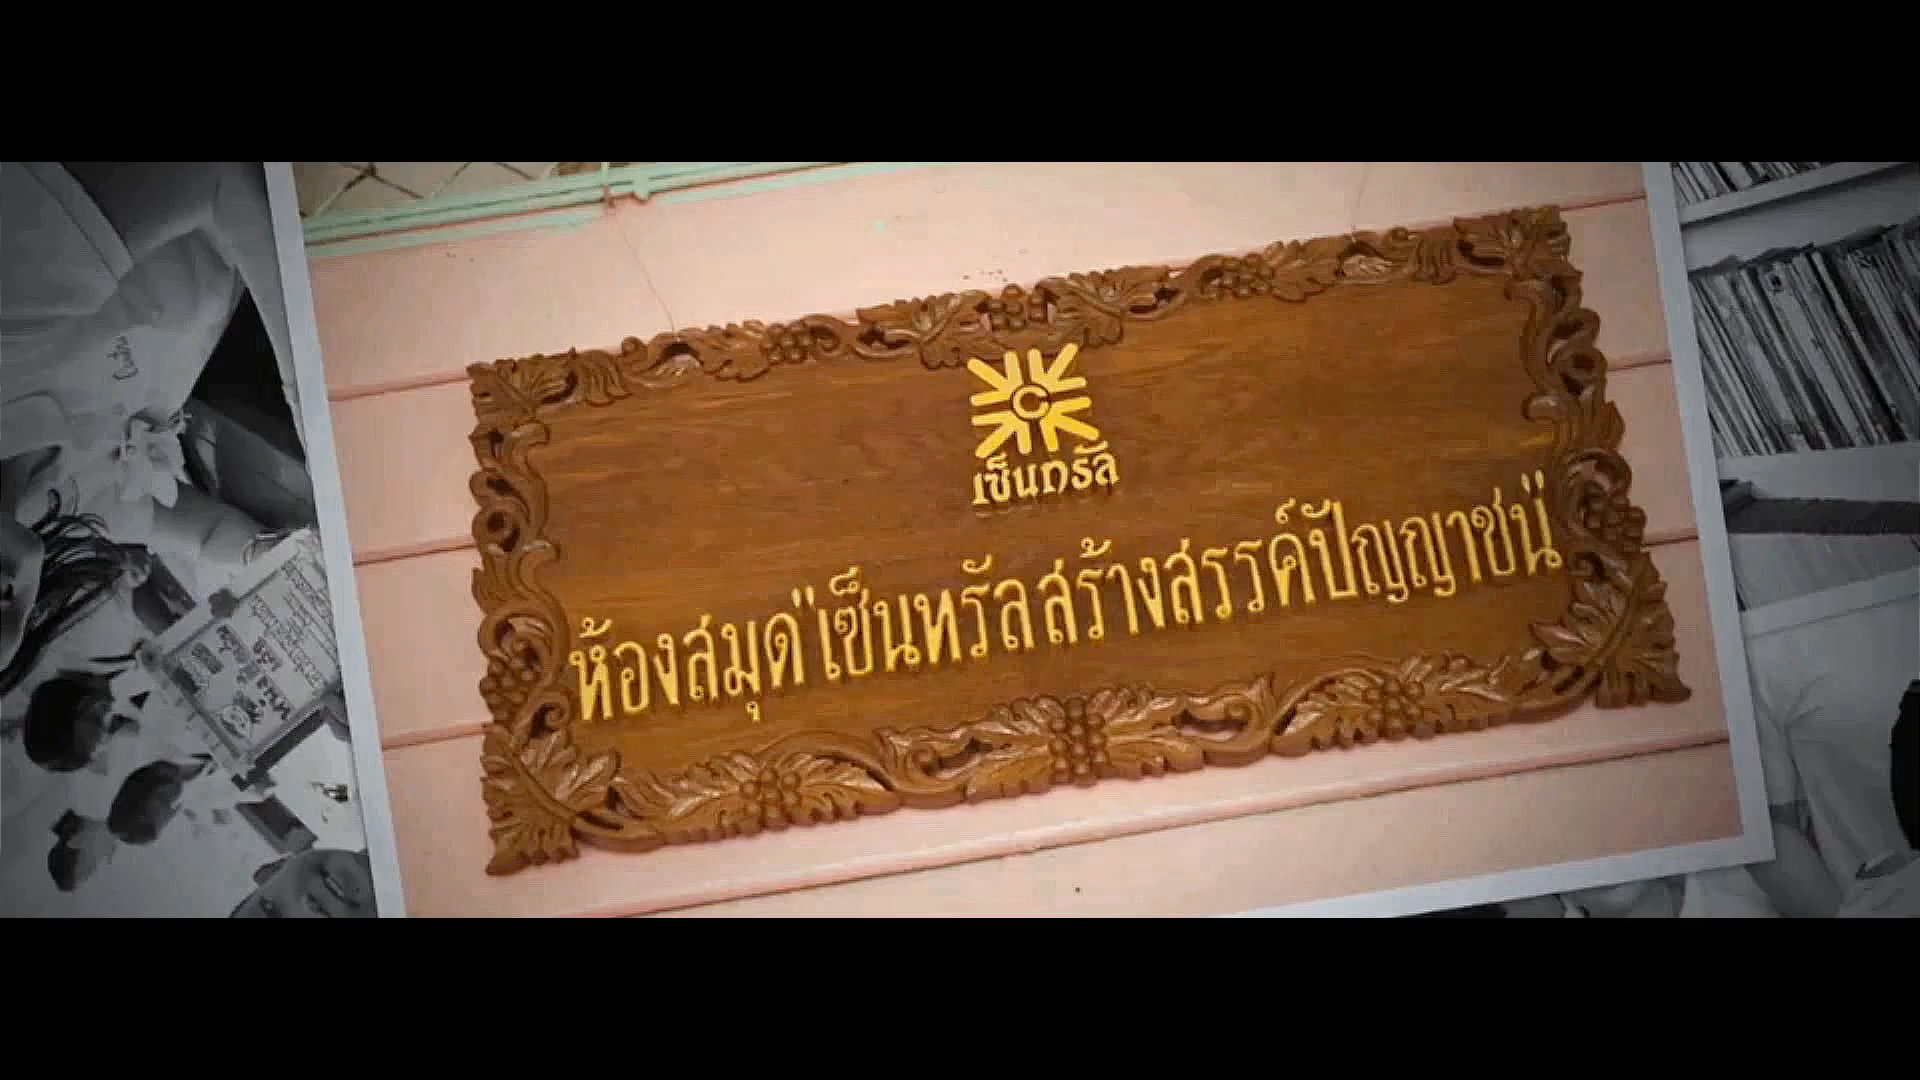 เซ็นทรัล
ห้องสมุด "เซ็นทรัลสร้างสรรค์ปัญญาชน"